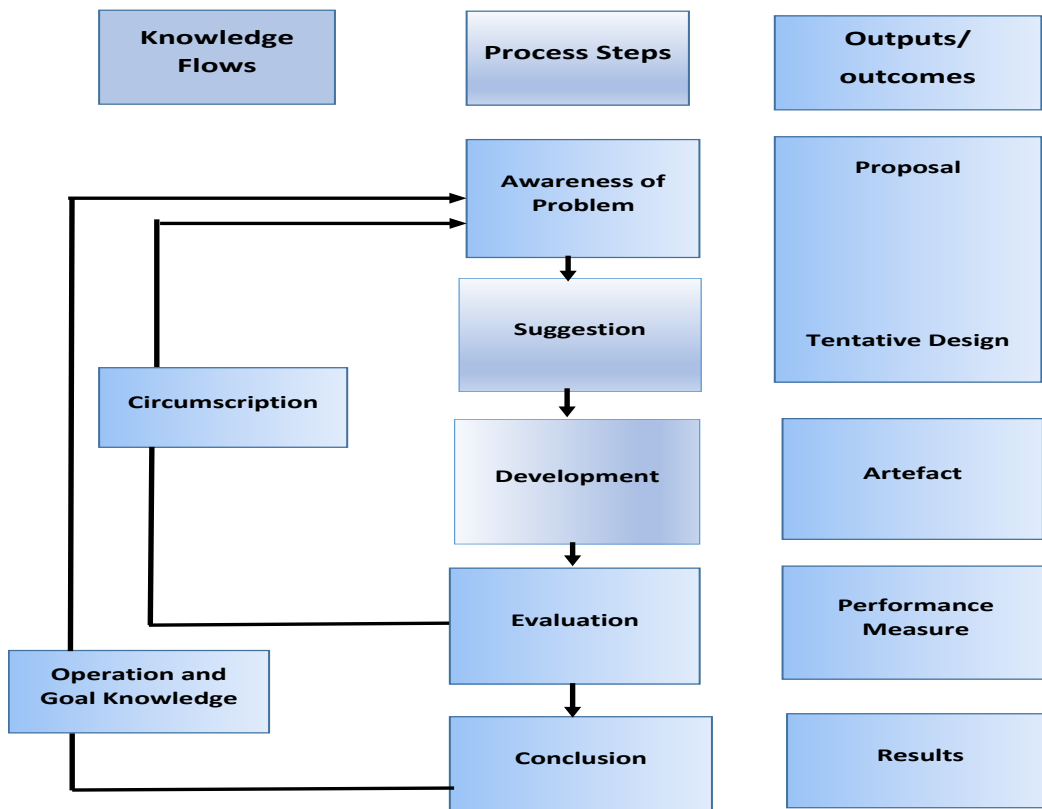 Knowledge
Flows
Process Steps
Outputs/
outcomes
Awareness of
Problem
Proposal
Suggestion
Tentative Design
Circumscription
Development
Artefact
Evaluation
Performance
Measure
Operation and
Goal Knowledge
Conclusion
Results